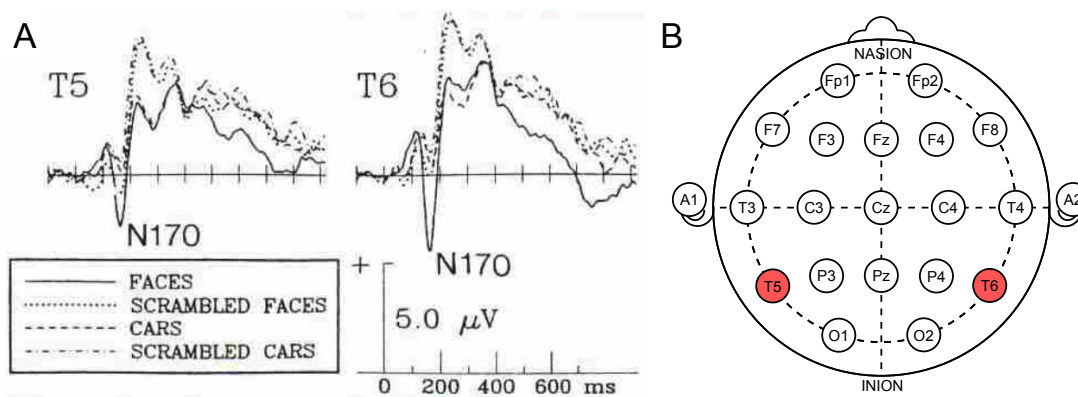 A
T5
T6
N170
N170
FACES
SCRAMBLED FACES
CARS
SCRAMBLED CARS
+
5.0 μV
0 200 400 600 ms
B
NASION
Fp1 Fp2
F7 F3 Fz F4 F8
A1 T3 C3 Cz C4 T4 A2
T5 P3 Pz P4 T6
O1 O2
INION